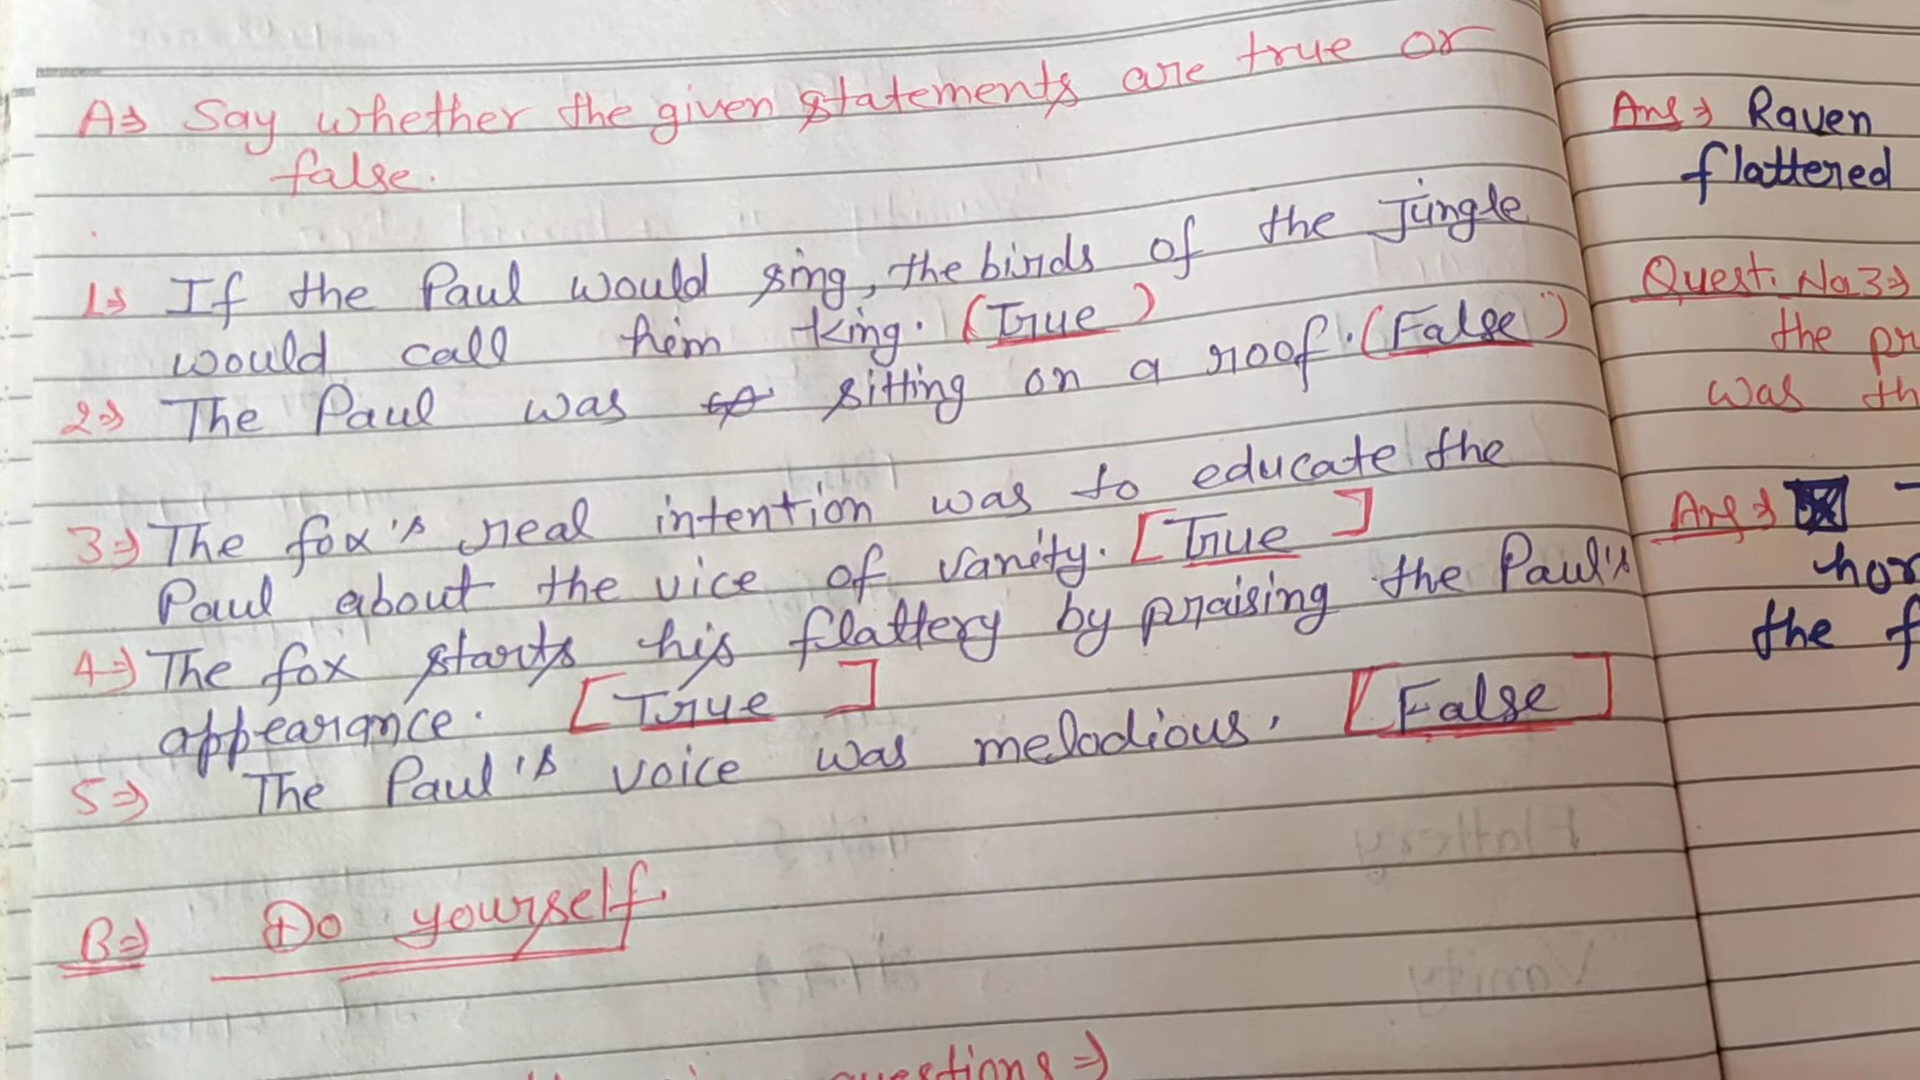 A⇒ Say whether the given statements are true or
false.
1⇒ If the Paul would sing, the birds of the jungle
would call him king. (True)
2⇒ The Paul was sitting on a roof. (False)
3⇒ The fox's real intention was to educate the
Paul about the vice of vanity. [True]
4⇒ The fox starts his flattery by praising the Paul's
appearance. [True]
5⇒ The Paul's voice was melodious. [False]
B⇒ Do yourself.
questions ⇒
Ans ⇒ Raven
flattered
Quest. No 3⇒
the pr
was th
Ans ⇒
hor
the f